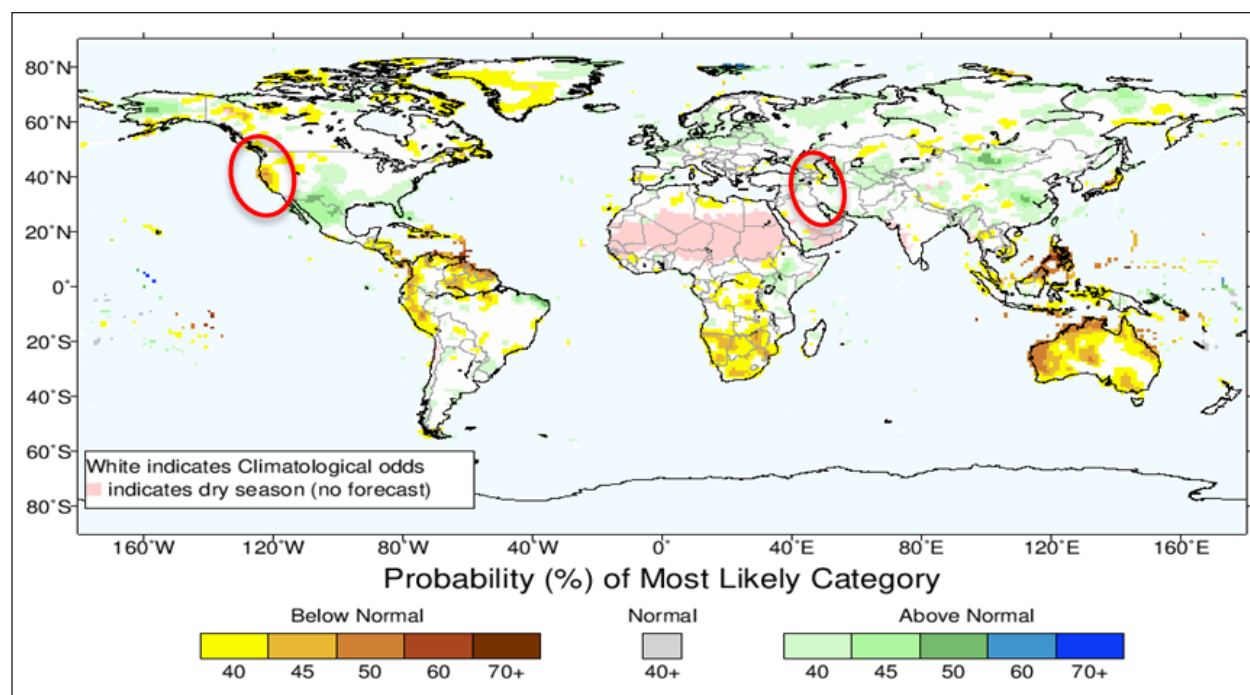 80°N
60°N
40°N
20°N
0°
20°S
40°S
60°S
80°S
White indicates Climatological odds
indicates dry season (no forecast)
160°W 120°W 80°W 40°W 0° 40°E 80°E 120°E 160°E
Probability (%) of Most Likely Category
Below Normal Normal Above Normal
40 45 50 60 70+ 40+ 40 45 50 60 70+